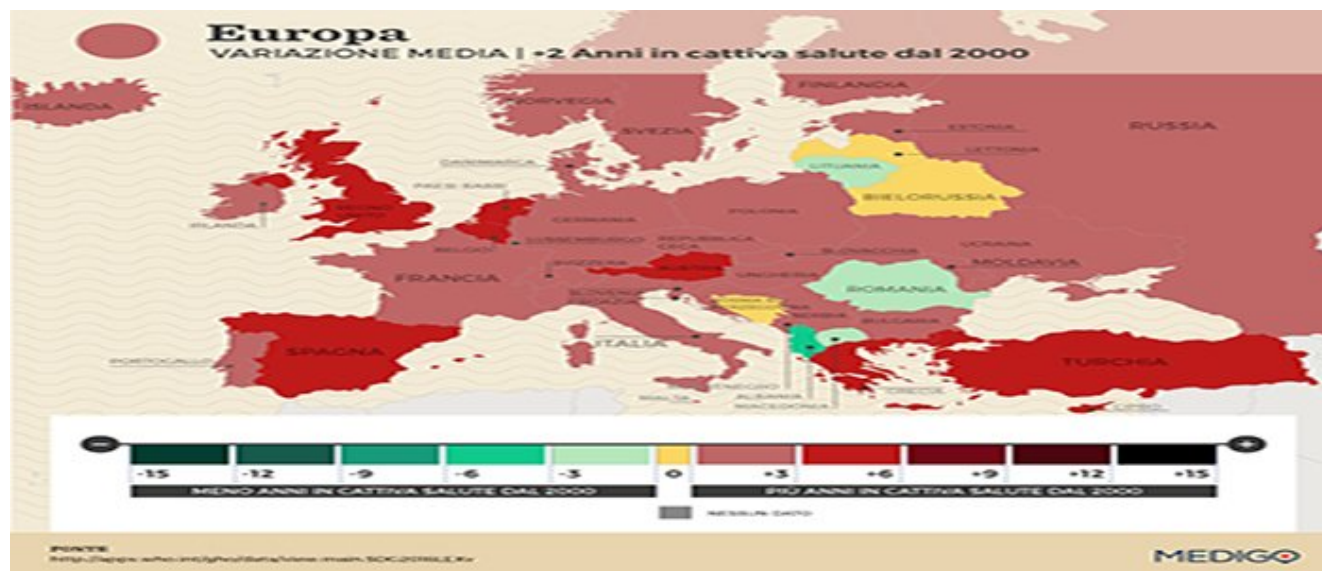 Europa
VARIAZIONE MEDIA | +2 Anni in cattiva salute dal 2000
ISLANDA
NORVEGIA
FINLANDIA
SVEZIA
RUSSIA
ESTONIA
LETTONIA
DANIMARCA
LITUANIA
PAESI BASSI
BIELORUSSIA
REGNO
UNITO
IRLANDA
GERMANIA
POLONIA
BELGIO
LUSSEMBURGO
REPUBBLICA
CECA
SLOVACCHIA
UCRAINA
FRANCIA
SVIZZERA
AUSTRIA
UNGHERIA
MOLDAVIA
SLOVENIA
CROAZIA
ROMANIA
BULGARIA
SPAGNA
ITALIA
PORTOGALLO
TURCHIA
GRECIA
MALTA
ALBANIA
MACEDONIA
CIPRO
-15 -12 -9 -6 -3 0 +3 +6 +9 +12 +15
MENO ANNI IN CATTIVA SALUTE DAL 2000
PIÙ ANNI IN CATTIVA SALUTE DAL 2000
NESSUN DATO
FONTE
MEDIGO